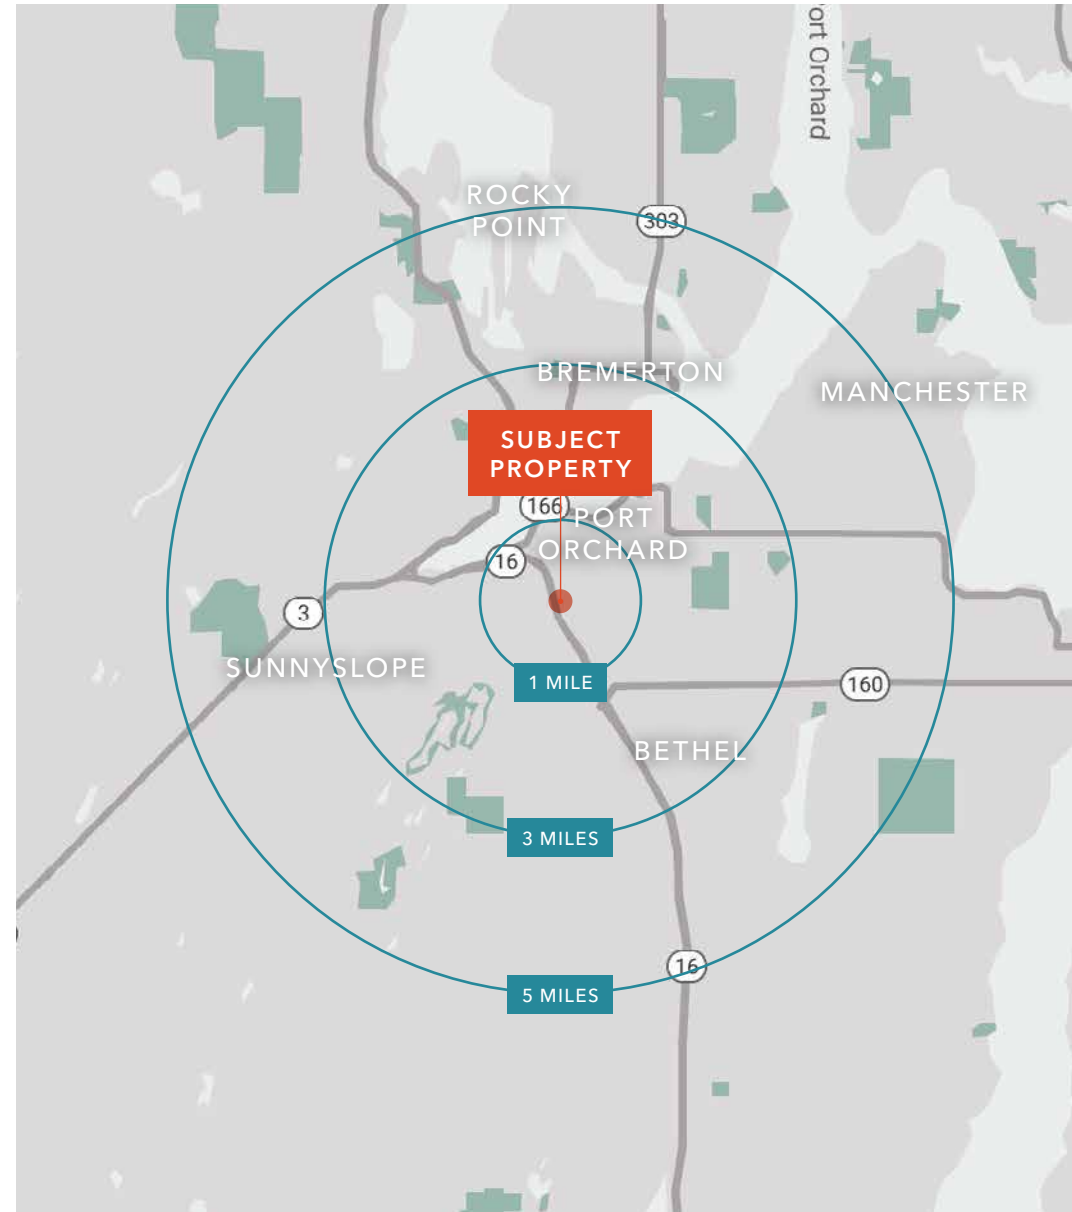 ort Orchard
ROCKY
POINT
303
BREMERTON
MANCHESTER
SUBJECT
PROPERTY
166
PORT
ORCHARD
16
3
SUNNYSLOPE
1 MILE
160
BETHEL
3 MILES
16
5 MILES